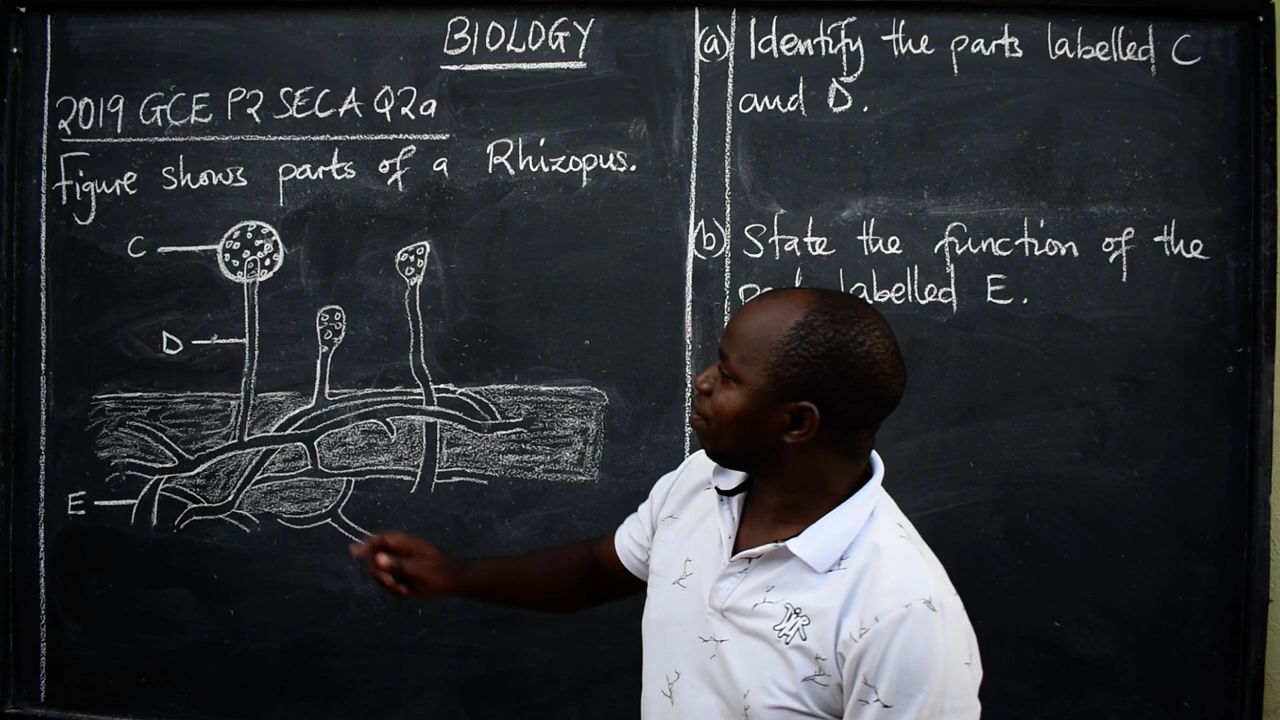 BIOLOGY
2019 GCE P2 SEC A Q2a
Figure shows parts of a Rhizopus.
C
D
E
(a) Identify the parts labelled C
and D.
(b) State the function of the
labelled E.